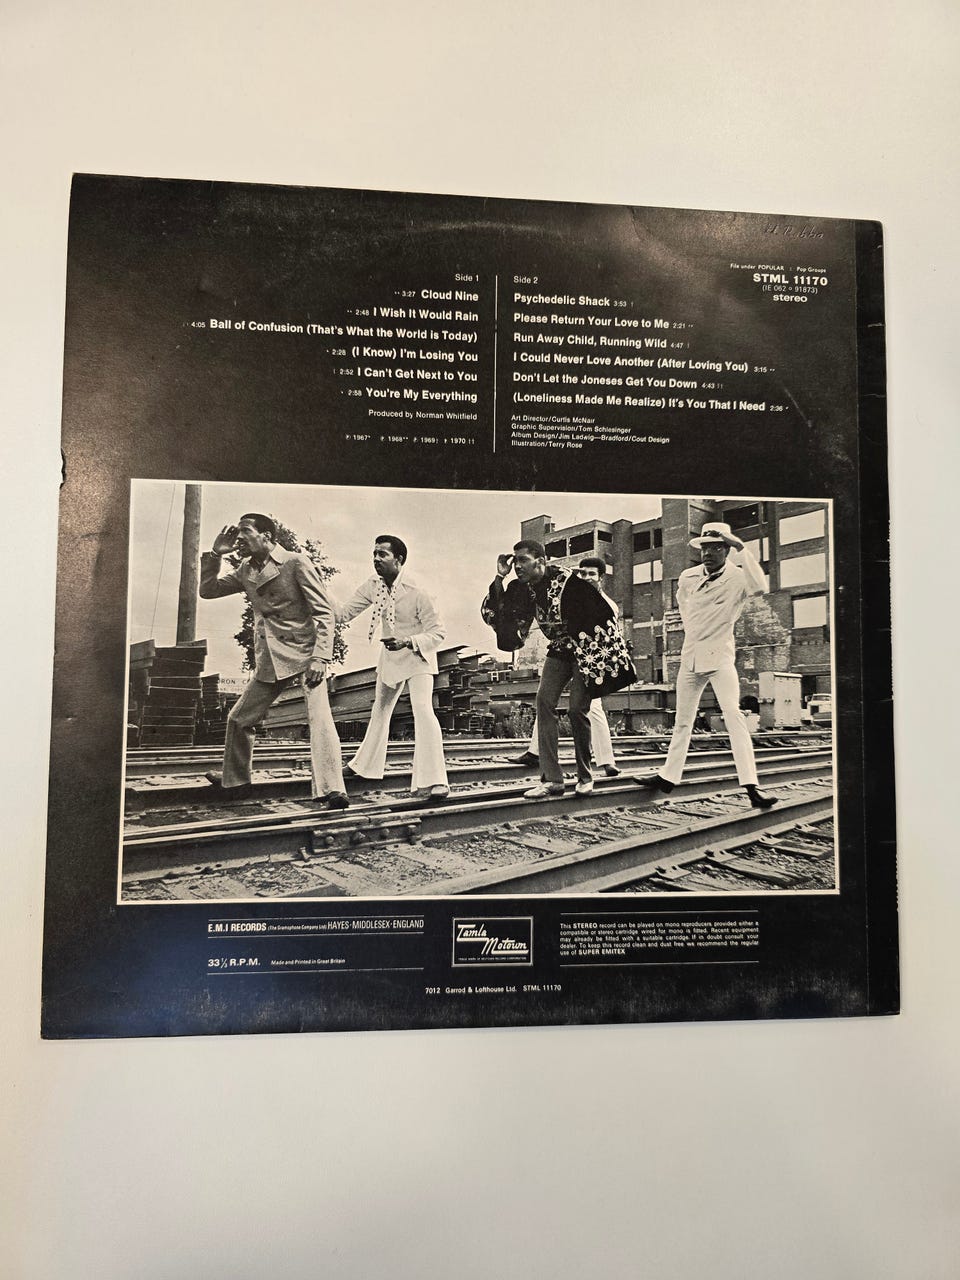 File under POPULAR : Pop Groups
STML 11170
(IE 062 o 91873)
stereo
Side 1
** 3:27 Cloud Nine
** 2:48 I Wish It Would Rain
4:05 Ball of Confusion (That's What the World is Today)
* 2:28 (I Know) I'm Losing You
† 2:52 I Can't Get Next to You
* 2:58 You're My Everything
Produced by Norman Whitfield
℗ 1967* ℗ 1968** ℗ 1969† ℗ 1970 ††
Side 2
Psychedelic Shack 3:53 †
Please Return Your Love to Me 2:21 **
Run Away Child, Running Wild 4:47 †
I Could Never Love Another (After Loving You) 3:15 **
Don't Let the Joneses Get You Down 4:43 ††
(Loneliness Made Me Realize) It's You That I Need 2:36 *
Art Director/Curtis McNair
Graphic Supervision/Tom Schlesinger
Album Design/Jim Ladwig—Bradford/Cout Design
Illustration/Terry Rose
E.M.I RECORDS (The Gramophone Company Ltd) HAYES·MIDDLESEX·ENGLAND
33⅓ R.P.M. Made and Printed in Great Britain
Tamla
Motown
TRADE MARK OF MOTOWN RECORD CORPORATION
This STEREO record can be played on mono reproducers provided either a
compatible or stereo cartridge wired for mono is fitted. Recent equipment
may already be fitted with a suitable cartridge. If in doubt consult your
dealer. To keep this record clean and dust free we recommend the regular
use of SUPER EMITEX
7012 Garrod & Lofthouse Ltd. STML 11170